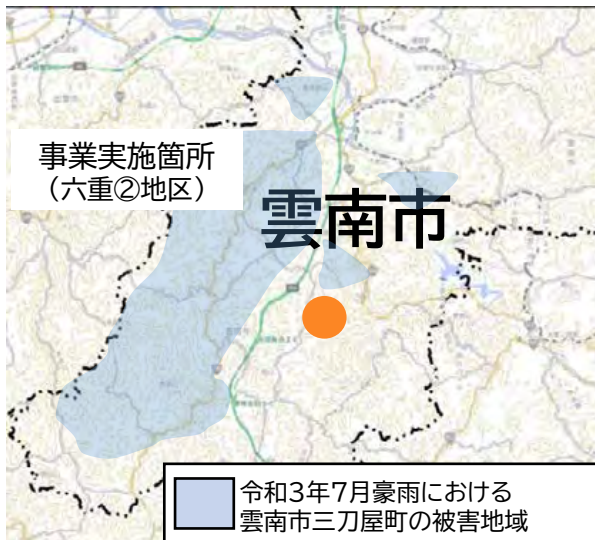 事業実施箇所
（六重②地区）
雲南市
令和3年7月豪雨における
雲南市三刀屋町の被害地域